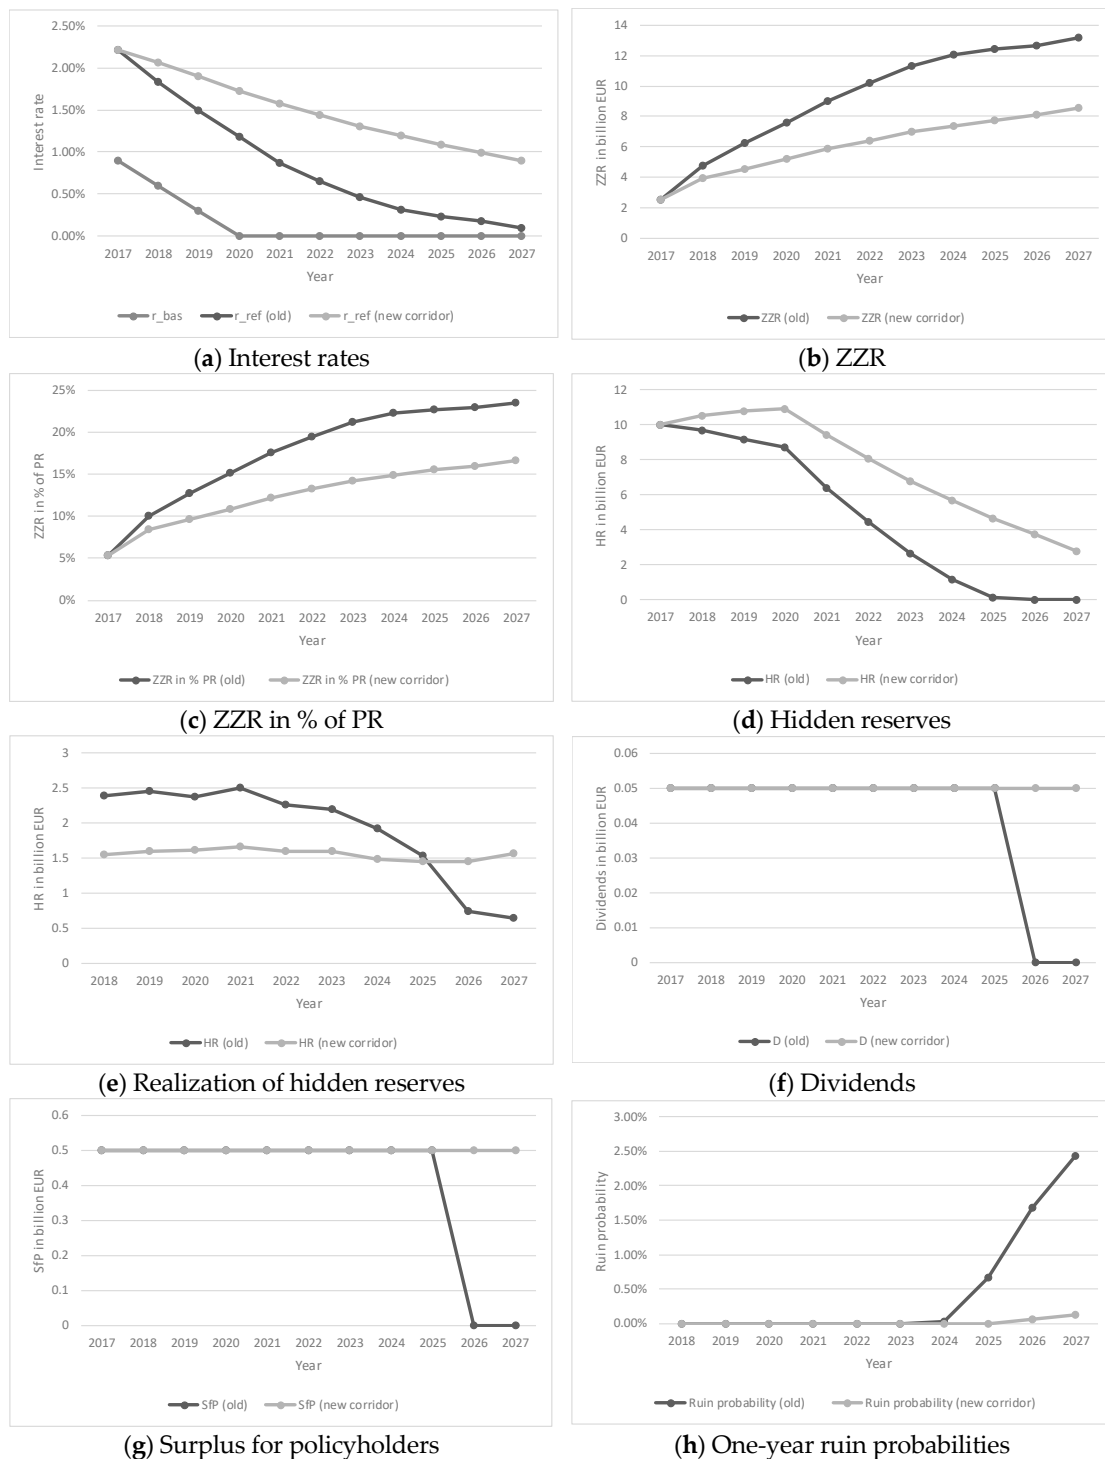 2.50%
2.00%
1.50%
1.00%
0.50%
0.00%
Interest rate
2017 2018 2019 2020 2021 2022 2023 2024 2025 2026 2027
Year
r_bas r_ref (old) r_ref (new corridor)
(a) Interest rates
14
12
10
8
6
4
2
0
ZZR in billion EUR
2017 2018 2019 2020 2021 2022 2023 2024 2025 2026 2027
Year
ZZR (old) ZZR (new corridor)
(b) ZZR
25%
20%
15%
10%
5%
0%
ZZR in % of PR
2017 2018 2019 2020 2021 2022 2023 2024 2025 2026 2027
Year
ZZR in % PR (old) ZZR in % PR (new corridor)
(c) ZZR in % of PR
12
10
8
6
4
2
0
HR in billion EUR
2017 2018 2019 2020 2021 2022 2023 2024 2025 2026 2027
Year
HR (old) HR (new corridor)
(d) Hidden reserves
3
2.5
2
1.5
1
0.5
0
HR in billion EUR
2018 2019 2020 2021 2022 2023 2024 2025 2026 2027
Year
HR (old) HR (new corridor)
(e) Realization of hidden reserves
0.06
0.05
0.04
0.03
0.02
0.01
0
Dividends in billion EUR
2017 2018 2019 2020 2021 2022 2023 2024 2025 2026 2027
Year
D (old) D (new corridor)
(f) Dividends
0.6
0.5
0.4
0.3
0.2
0.1
0
SfP in billion EUR
2017 2018 2019 2020 2021 2022 2023 2024 2025 2026 2027
Year
SfP (old) SfP (new corridor)
(g) Surplus for policyholders
3.00%
2.50%
2.00%
1.50%
1.00%
0.50%
0.00%
Ruin probability
2018 2019 2020 2021 2022 2023 2024 2025 2026 2027
Year
Ruin probability (old) Ruin probability (new corridor)
(h) One-year ruin probabilities